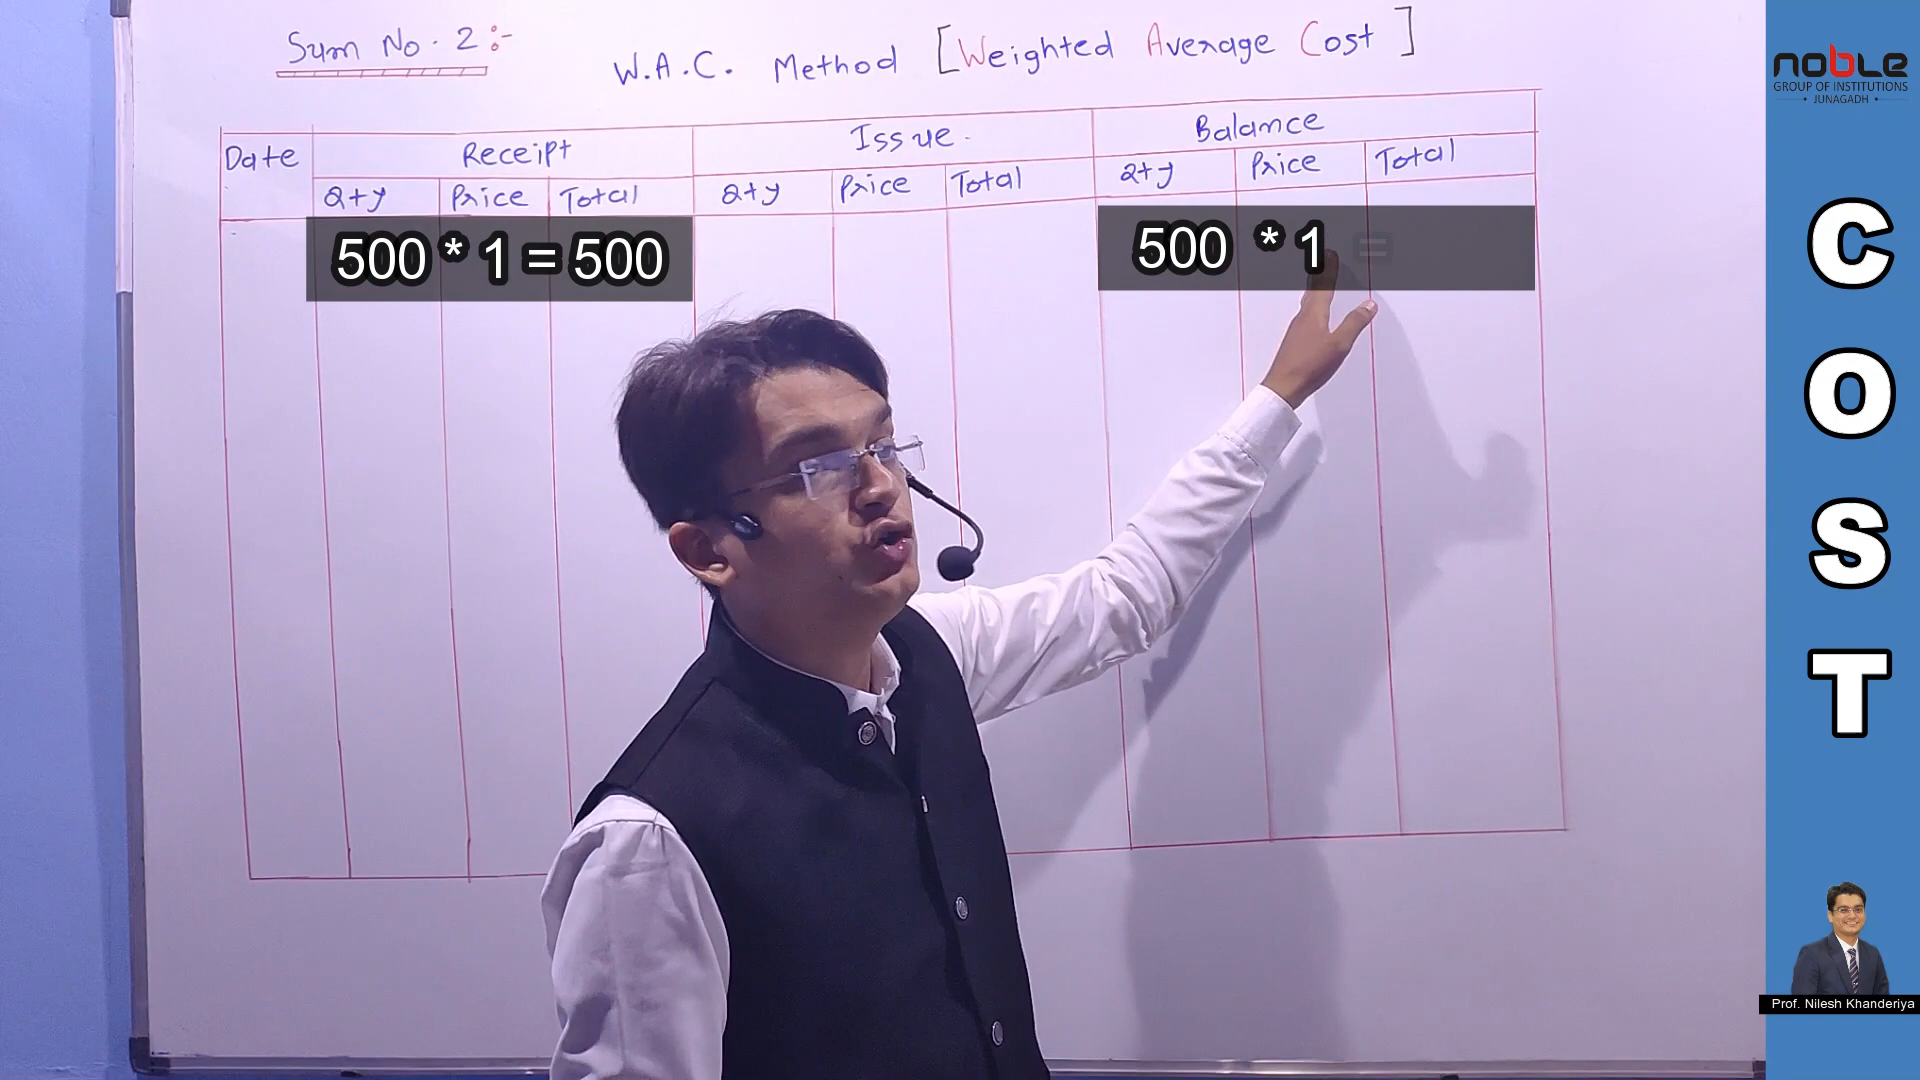 Sum No. 2 :-
W.A.C. Method [Weighted Average Cost]
Date Receipt Issue. Balance
Qty Price Total Qty Price Total Qty Price Total
500 * 1 = 500 500 * 1 =
noble
GROUP OF INSTITUTIONS
• JUNAGADH •
COST
Prof. Nilesh Khanderiya